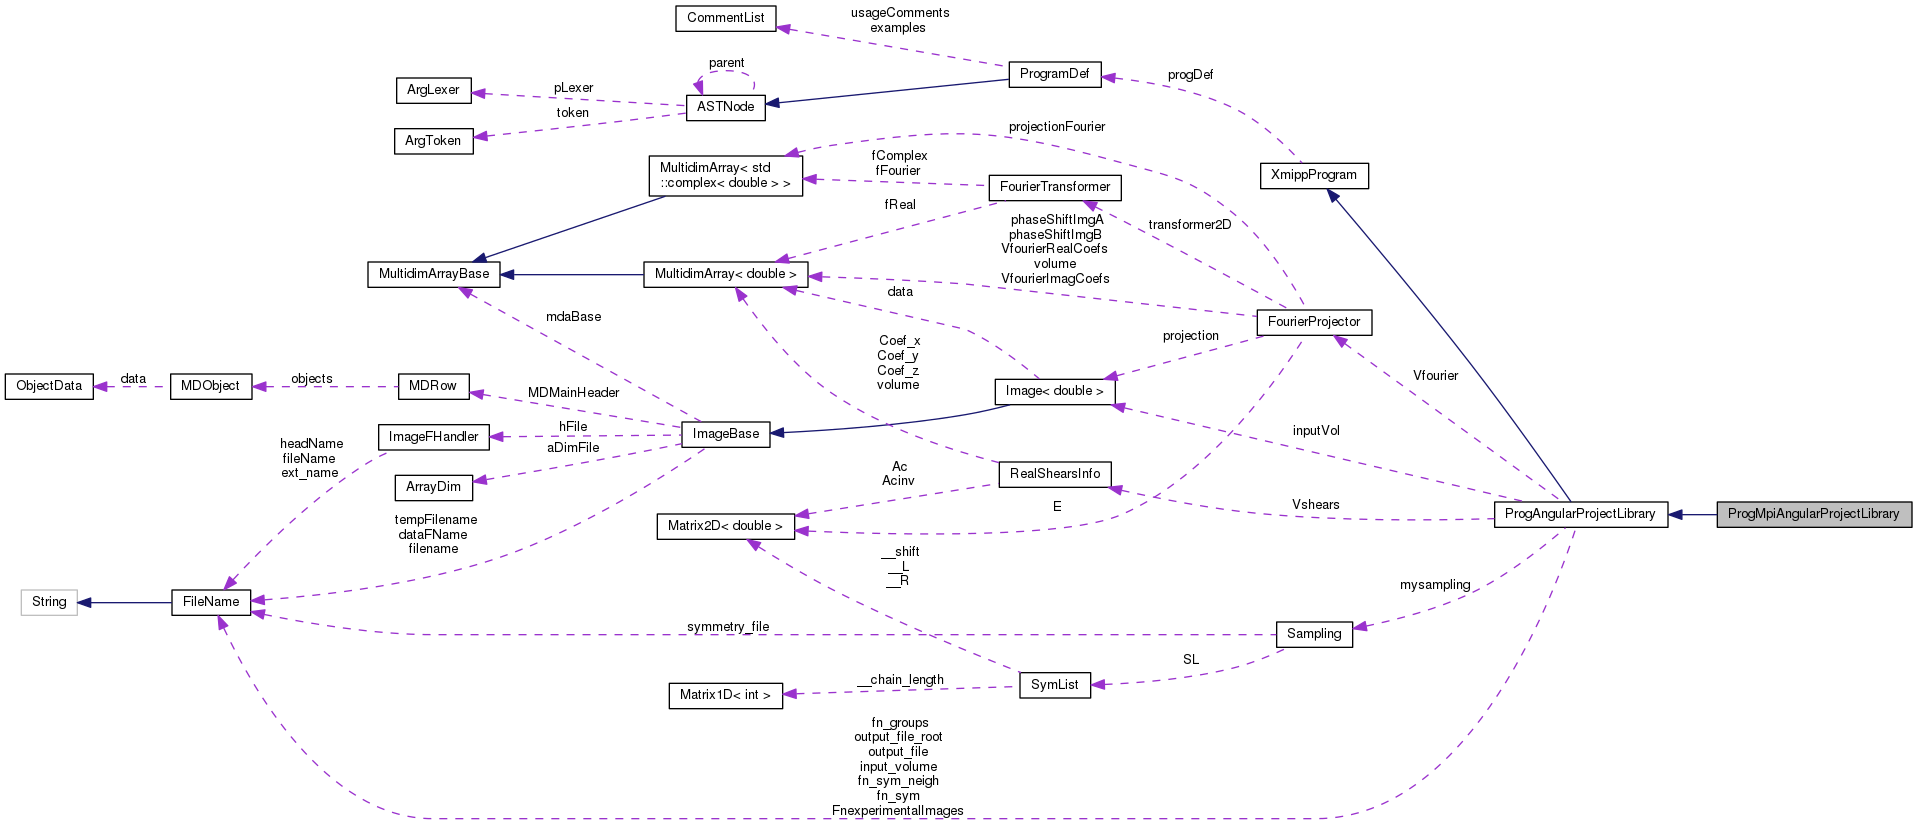 CommentList
usageComments
examples
ProgramDef
progDef
parent
ArgLexer
pLexer
ASTNode
token
ArgToken
projectionFourier
MultidimArray< std
::complex< double > >
fComplex
fFourier
FourierTransformer
XmippProgram
fReal
transformer2D
phaseShiftImgA
phaseShiftImgB
VfourierRealCoefs
volume
VfourierImagCoefs
MultidimArrayBase
MultidimArray< double >
data
mdaBase
FourierProjector
projection
Coef_x
Coef_y
Coef_z
volume
Vfourier
ObjectData
data
MDObject
objects
MDRow
MDMainHeader
Image< double >
headName
fileName
ext_name
ImageFHandler
hFile
aDimFile
ImageBase
inputVol
ArrayDim
Ac
Acinv
RealShearsInfo
E
Vshears
ProgAngularProjectLibrary
ProgMpiAngularProjectLibrary
tempFilename
dataFName
filename
Matrix2D< double >
__shift
__L
__R
mysampling
String
FileName
symmetry_file
Sampling
SL
__chain_length
Matrix1D< int >
SymList
fn_groups
output_file_root
output_file
input_volume
fn_sym_neigh
fn_sym
FnexperimentalImages